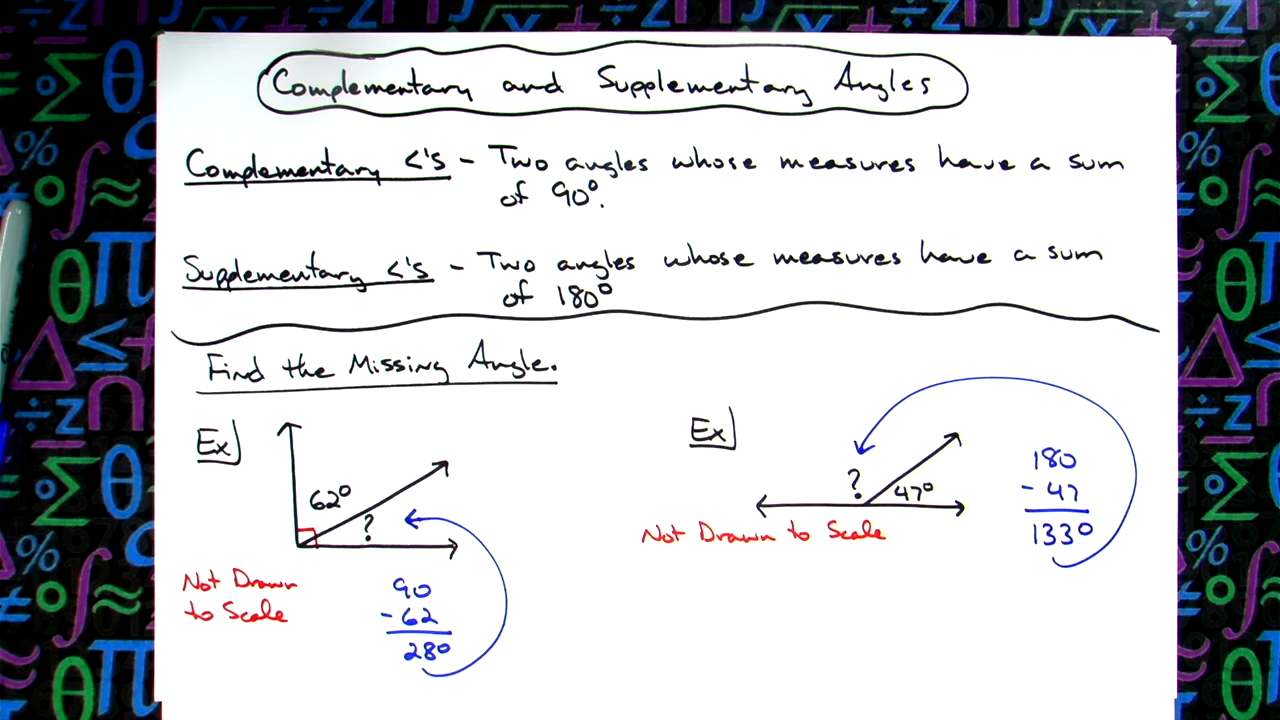 Complementary and Supplementary Angles
Complementary <'s - Two angles whose measures have a sum
of 90°.
Supplementary <'s - Two angles whose measures have a sum
of 180°
Find the Missing Angle.
Ex)
62°
?
Not Drawn
to Scale
90
- 62
28°
Ex)
?
47°
Not Drawn to Scale
180
- 47
133°